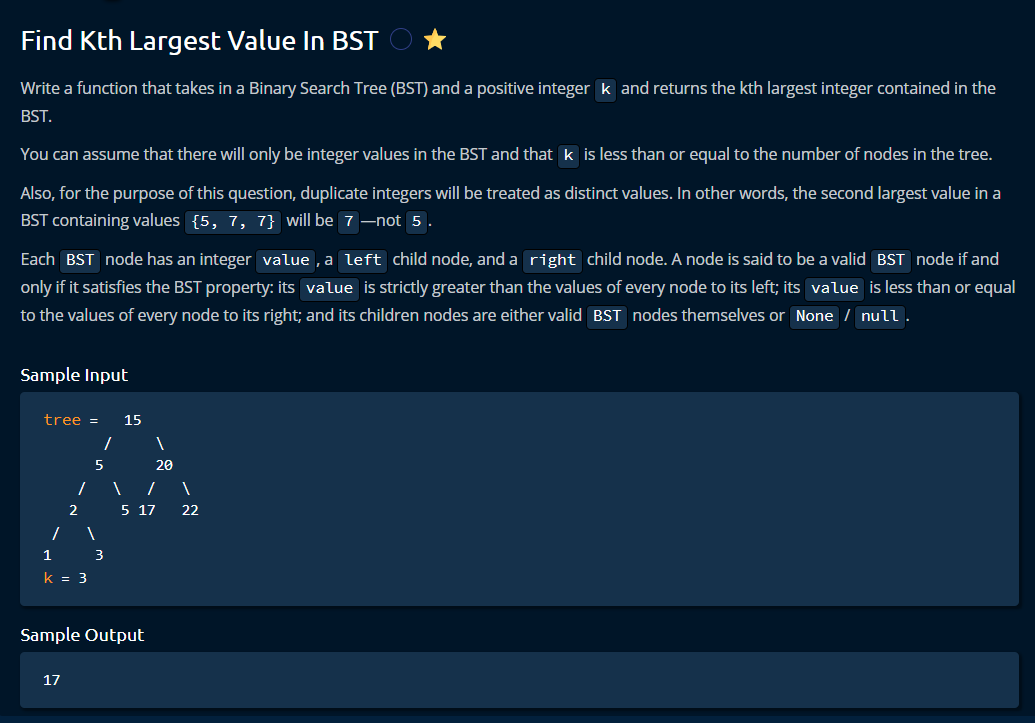 Find Kth Largest Value In BST
Write a function that takes in a Binary Search Tree (BST) and a positive integer k and returns the kth largest integer contained in the
BST.
You can assume that there will only be integer values in the BST and that k is less than or equal to the number of nodes in the tree.
Also, for the purpose of this question, duplicate integers will be treated as distinct values. In other words, the second largest value in a
BST containing values {5, 7, 7} will be 7—not 5.
Each BST node has an integer value, a left child node, and a right child node. A node is said to be a valid BST node if and
only if it satisfies the BST property: its value is strictly greater than the values of every node to its left; its value is less than or equal
to the values of every node to its right; and its children nodes are either valid BST nodes themselves or None / null.
Sample Input
tree =   15
       /     \
      5      20
    /   \   /   \
   2     5 17   22
 /   \
1     3
k = 3
Sample Output
17